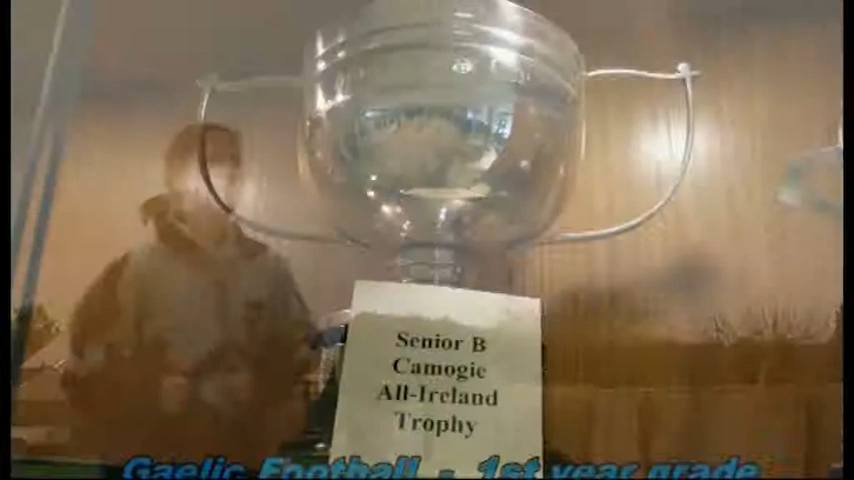 Senior B
Camogie
All-Ireland
Trophy
Gaelic Football - 1st year grade